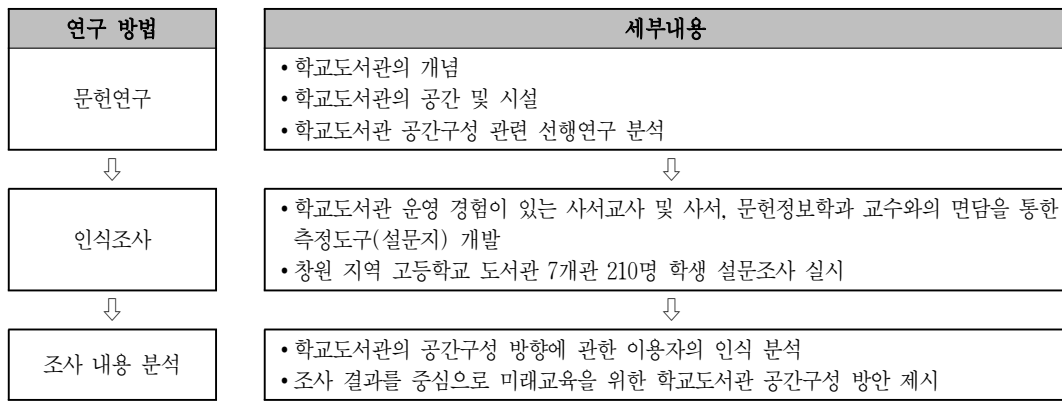 연구 방법
세부내용
문헌연구
• 학교도서관의 개념
• 학교도서관의 공간 및 시설
• 학교도서관 공간구성 관련 선행연구 분석
⇩
⇩
인식조사
• 학교도서관 운영 경험이 있는 사서교사 및 사서, 문헌정보학과 교수와의 면담을 통한
측정도구(설문지) 개발
• 창원 지역 고등학교 도서관 7개관 210명 학생 설문조사 실시
⇩
⇩
조사 내용 분석
• 학교도서관의 공간구성 방향에 관한 이용자의 인식 분석
• 조사 결과를 중심으로 미래교육을 위한 학교도서관 공간구성 방안 제시